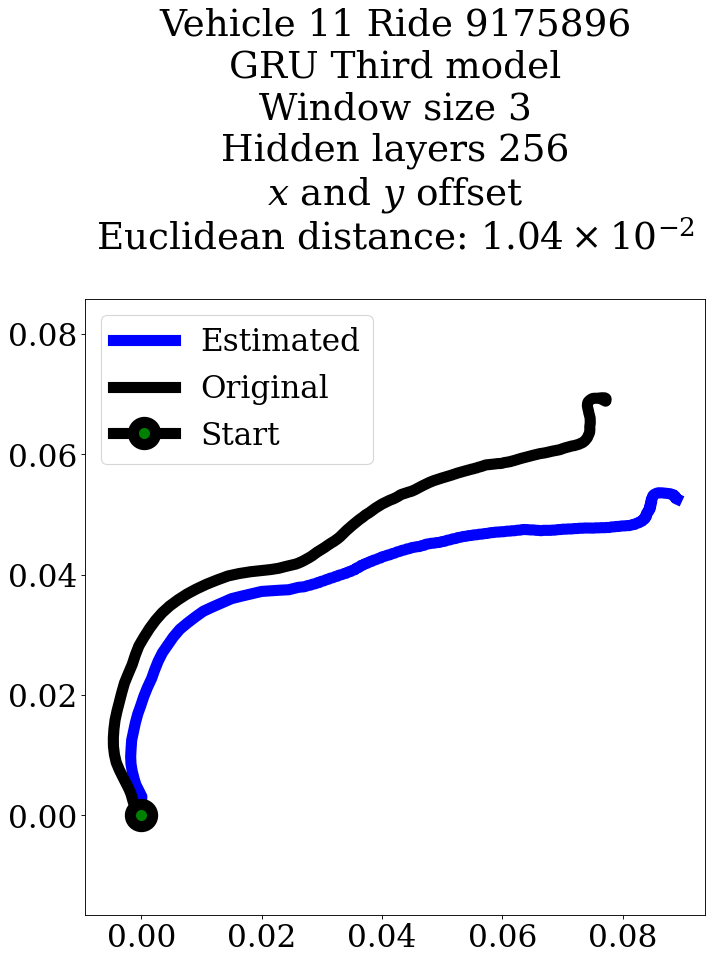 Vehicle 11 Ride 9175896
GRU Third model
Window size 3
Hidden layers 256
x and y offset
Euclidean distance: 1.04 × 10⁻²
Estimated
Original
Start
0.08
0.06
0.04
0.02
0.00
0.00 0.02 0.04 0.06 0.08